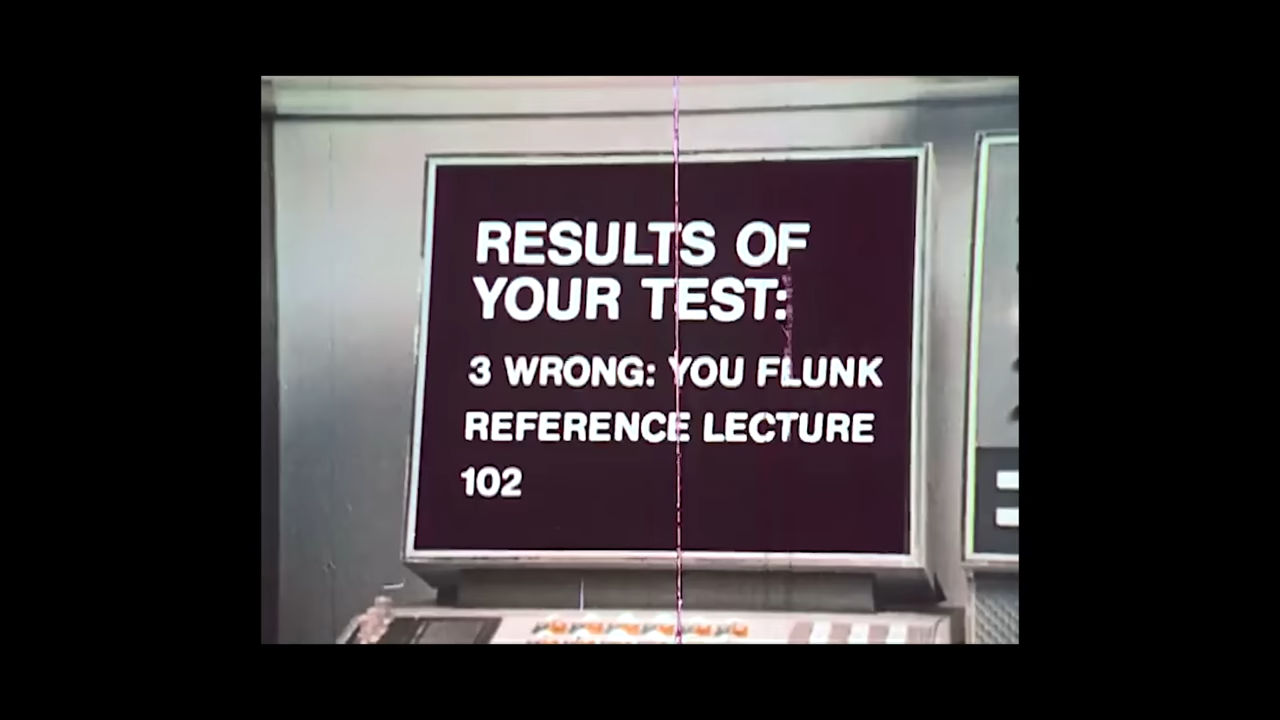 RESULTS OF
YOUR TEST:
3 WRONG: YOU FLUNK
REFERENCE LECTURE
102